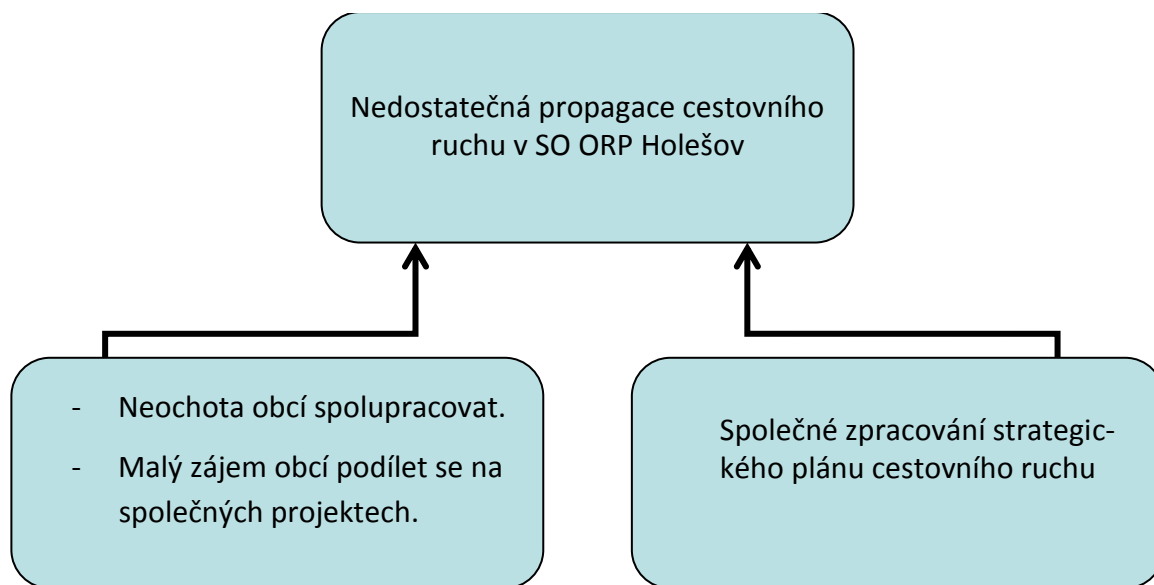 Nedostatečná propagace cestovního
ruchu v SO ORP Holešov
- Neochota obcí spolupracovat.
- Malý zájem obcí podílet se na
společných projektech.
Společné zpracování strategic-
kého plánu cestovního ruchu